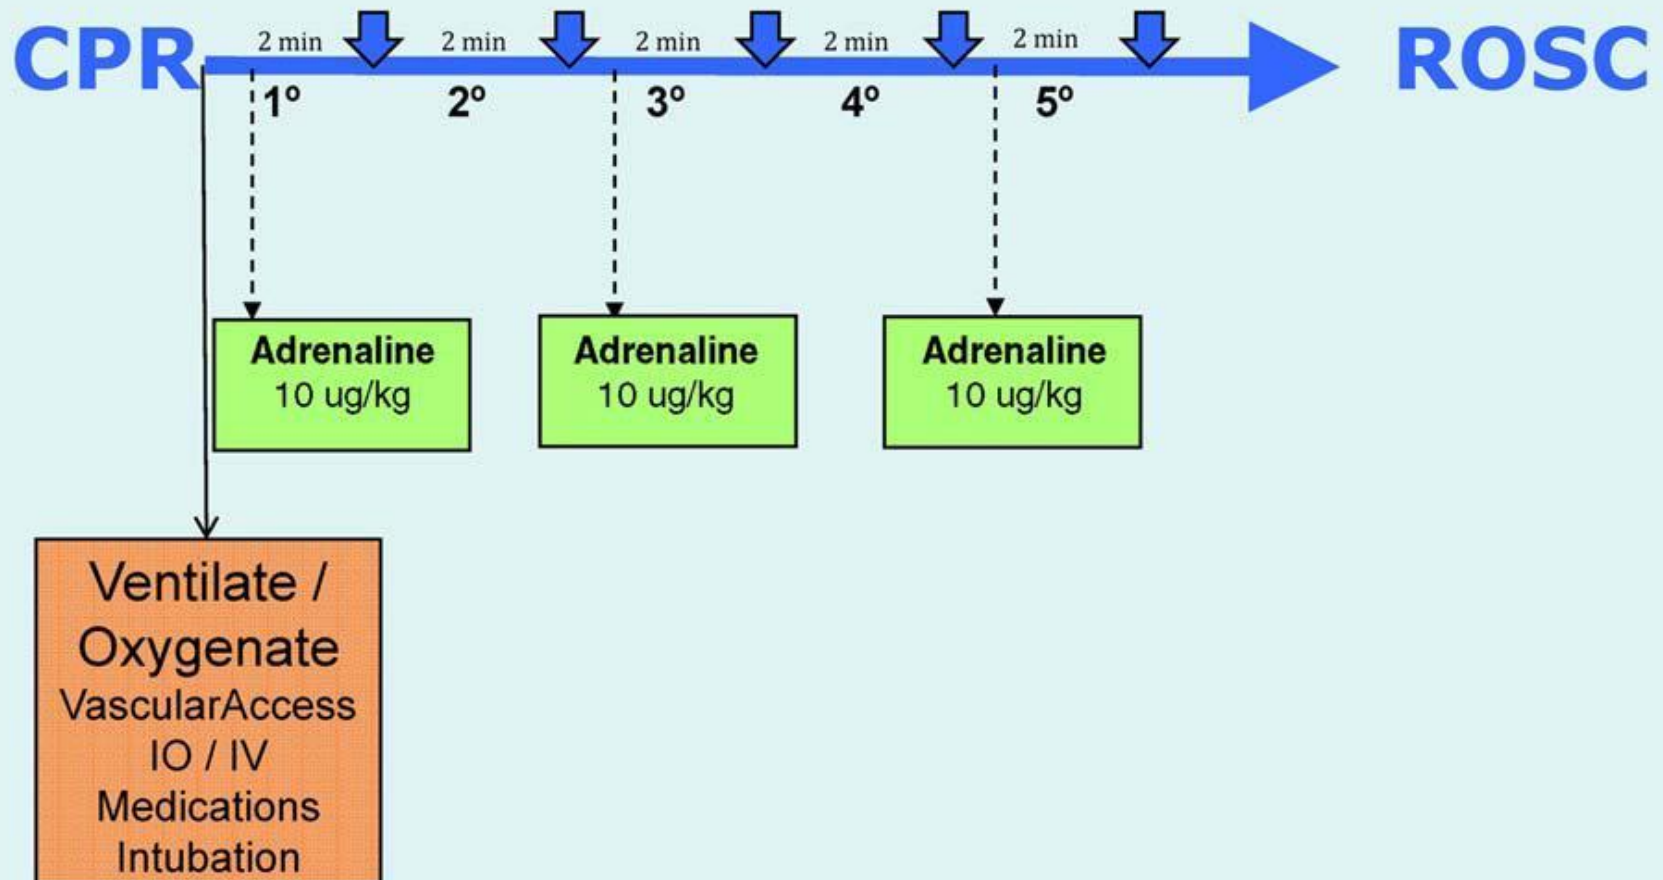 CPR
2 min 2 min 2 min 2 min 2 min
ROSC
1º 2º 3º 4º 5º
Adrenaline
10 ug/kg
Adrenaline
10 ug/kg
Adrenaline
10 ug/kg
Ventilate /
Oxygenate
VascularAccess
IO / IV
Medications
Intubation